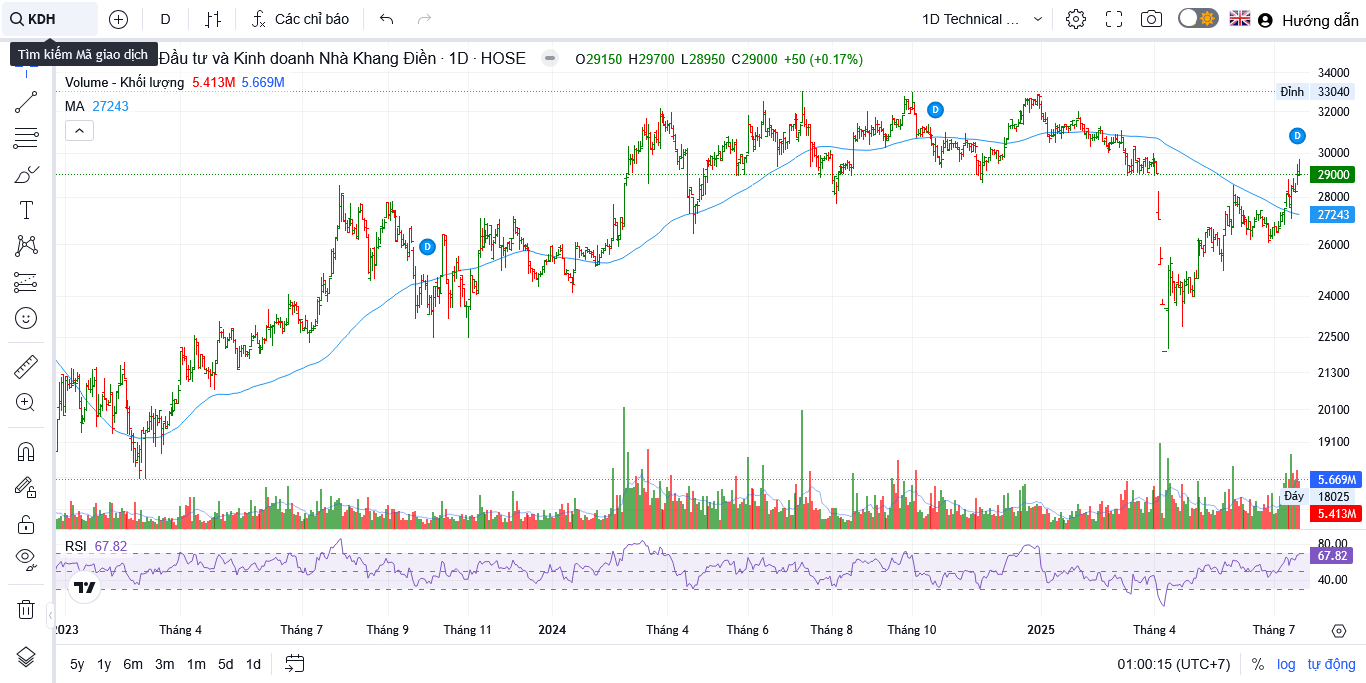 KDH D Các chỉ báo 1D Technical ... Hướng dẫn
Tìm kiếm Mã giao dịch
Đầu tư và Kinh doanh Nhà Khang Điền · 1D · HOSE O29150 H29700 L28950 C29000 +50 (+0.17%)
Volume - Khối lượng 5.413M 5.669M
MA 27243
34000
Đỉnh 33040
32000
D
D
30000
29000
28000
27243
D
26000
24000
22500
21300
20100
19100
5.669M
Đáy 18025
5.413M
RSI 67.82
80.00
67.82
40.00
2023 Tháng 4 Tháng 7 Tháng 9 Tháng 11 2024 Tháng 4 Tháng 6 Tháng 8 Tháng 10 2025 Tháng 4 Tháng 7
5y 1y 6m 3m 1m 5d 1d 01:00:15 (UTC+7) % log tự động